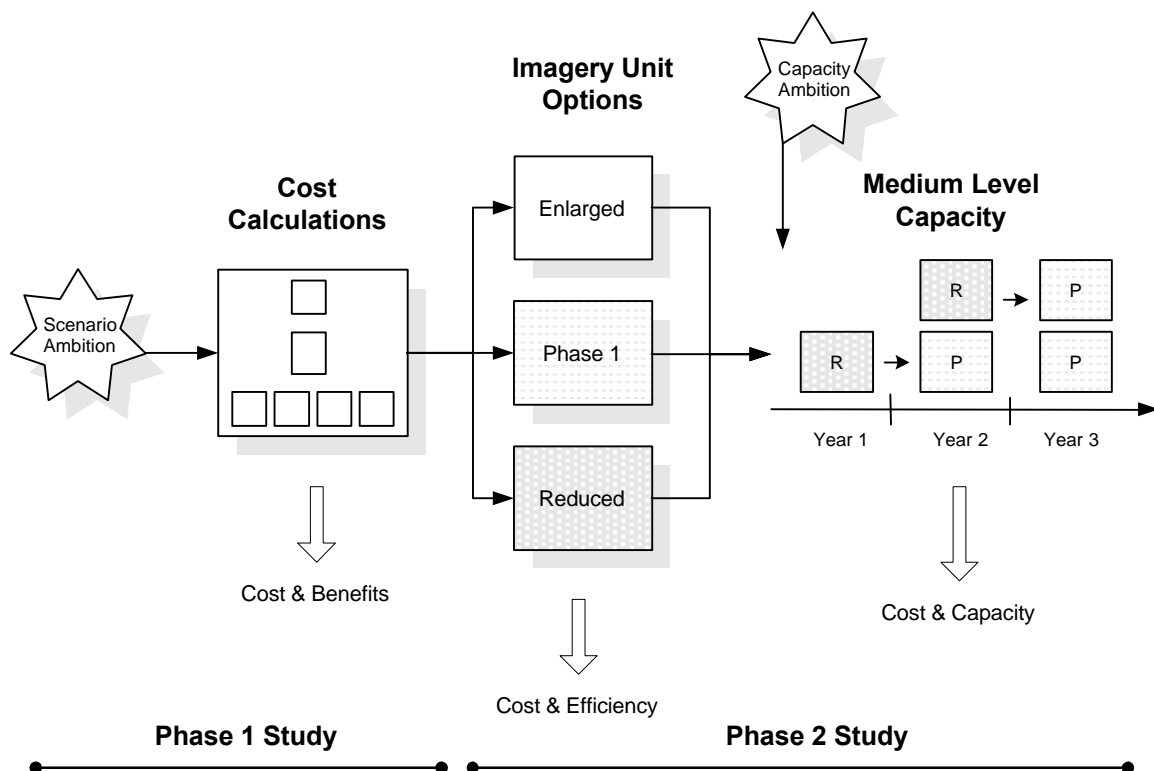 Imagery Unit
Options
Capacity
Ambition
Cost
Calculations
Medium Level
Capacity
Scenario
Ambition
Enlarged
Phase 1
Reduced
R
P
R
P
P
Year 1
Year 2
Year 3
Cost & Benefits
Cost & Efficiency
Cost & Capacity
Phase 1 Study
Phase 2 Study